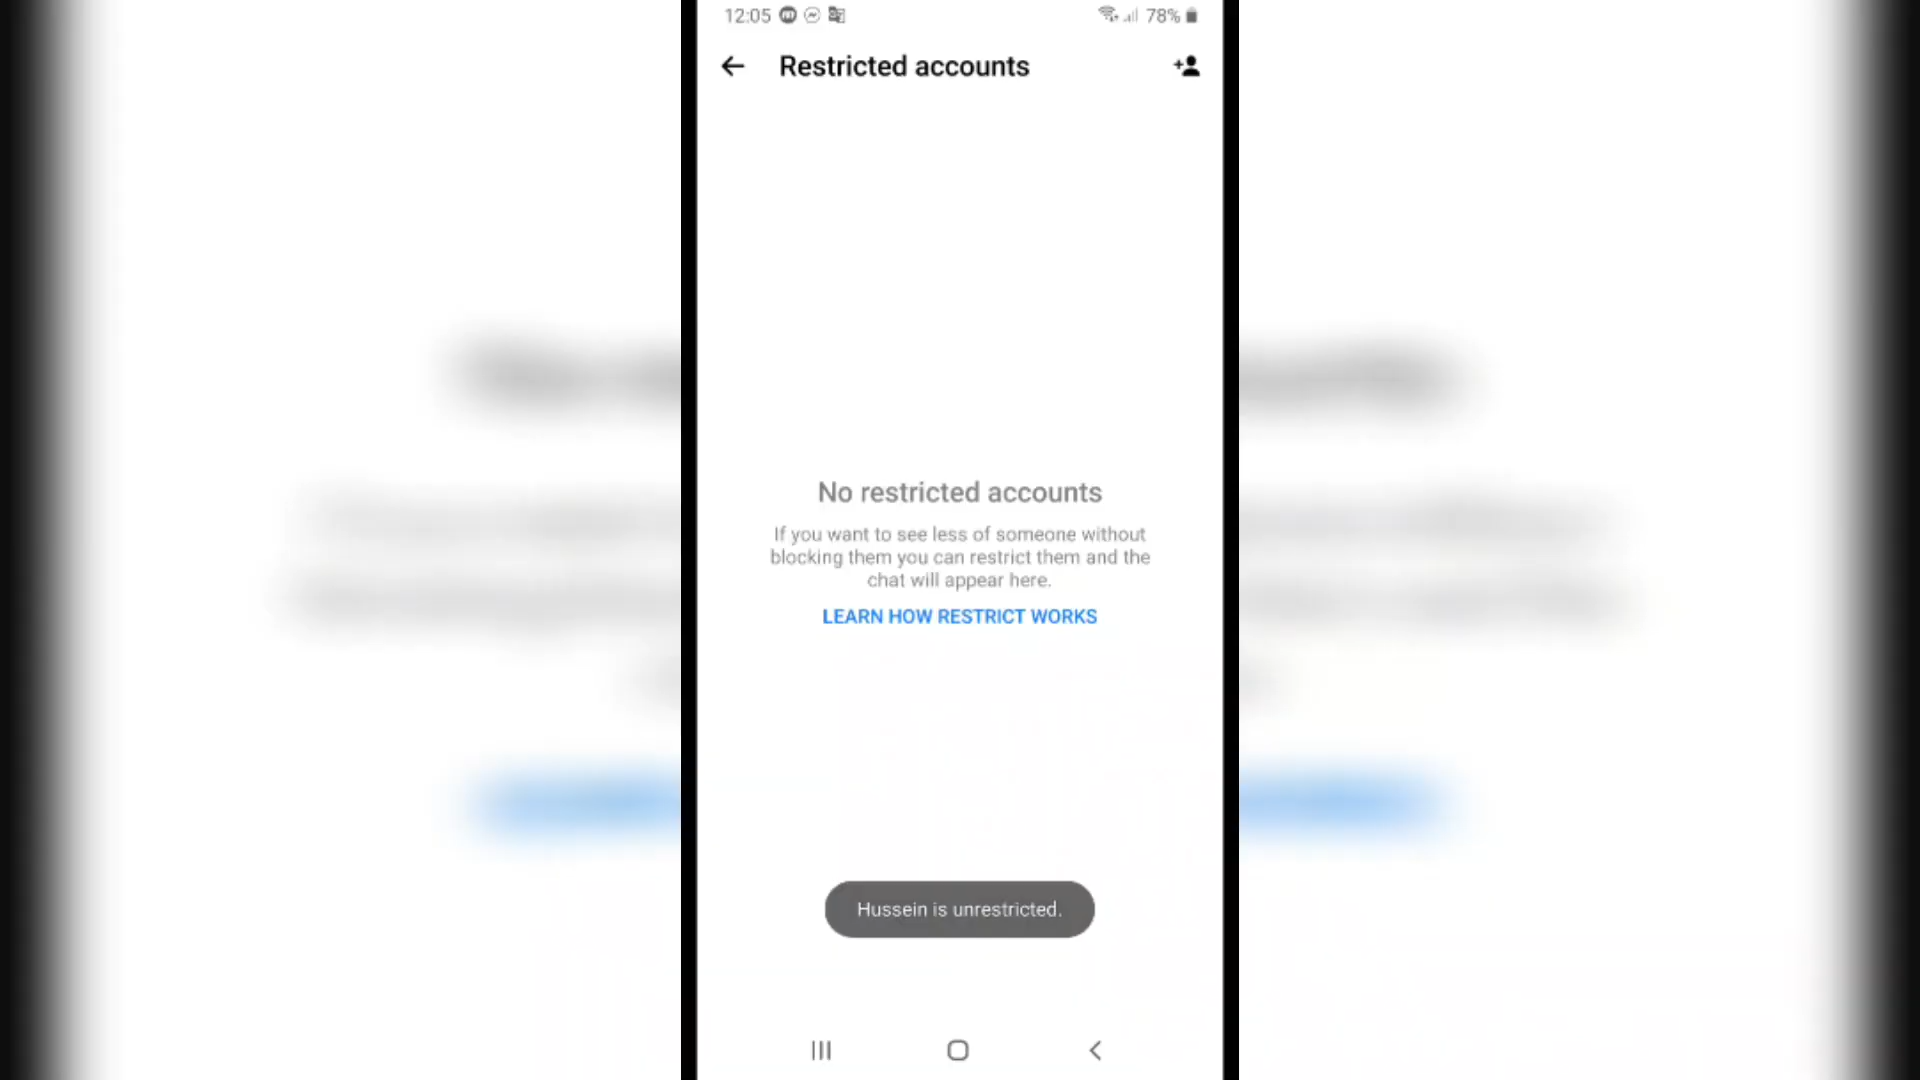 12:05 78%
Restricted accounts
No restricted accounts
If you want to see less of someone without
blocking them you can restrict them and the
chat will appear here.
LEARN HOW RESTRICT WORKS
Hussein is unrestricted.